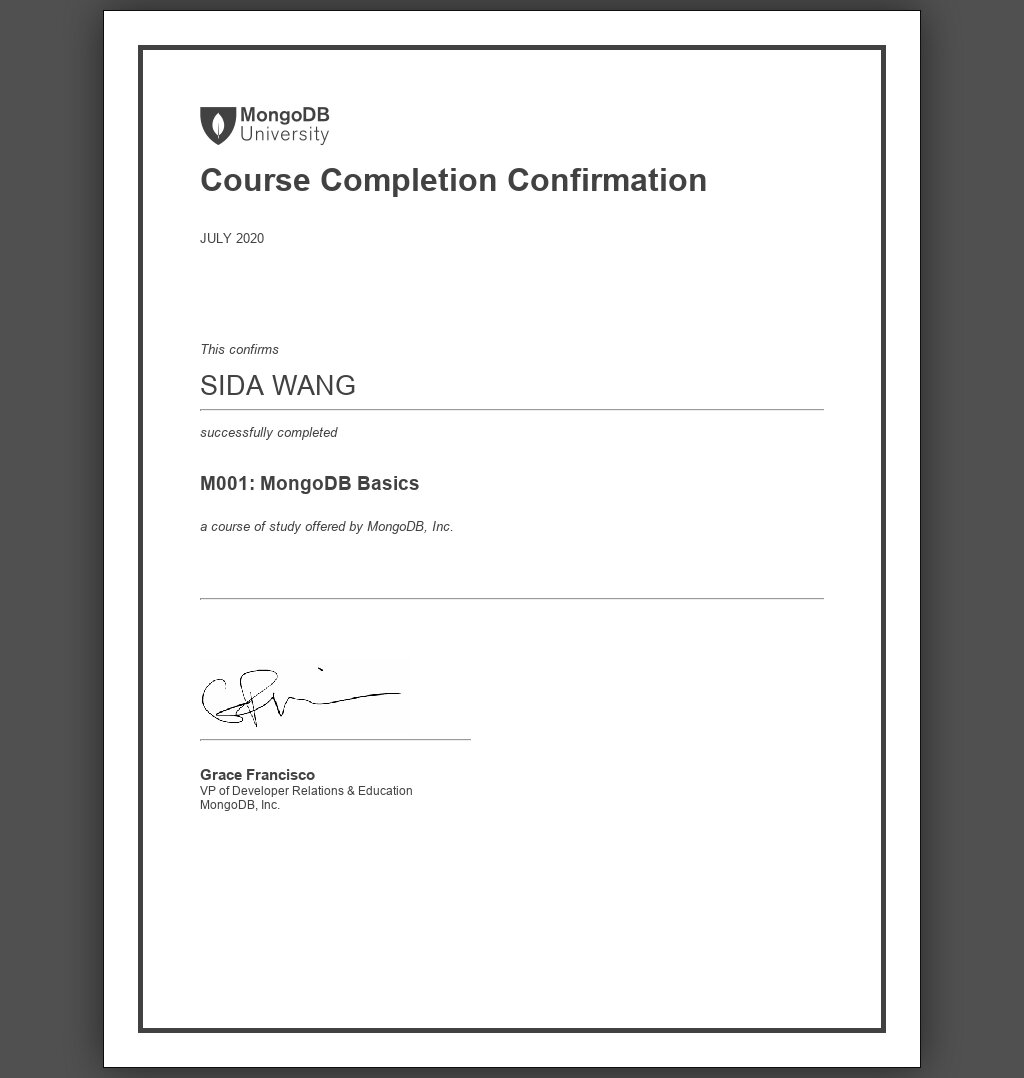 MongoDB
University
Course Completion Confirmation
JULY 2020
This confirms
SIDA WANG
successfully completed
M001: MongoDB Basics
a course of study offered by MongoDB, Inc.
Grace Francisco
VP of Developer Relations & Education
MongoDB, Inc.